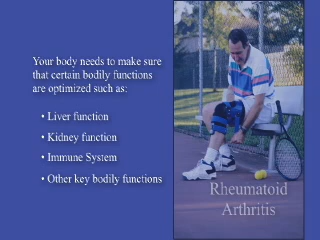 Your body needs to make sure
that certain bodily functions
are optimized such as:
• Liver function
• Kidney function
• Immune System
• Other key bodily functions
Rheumatoid
Arthritis